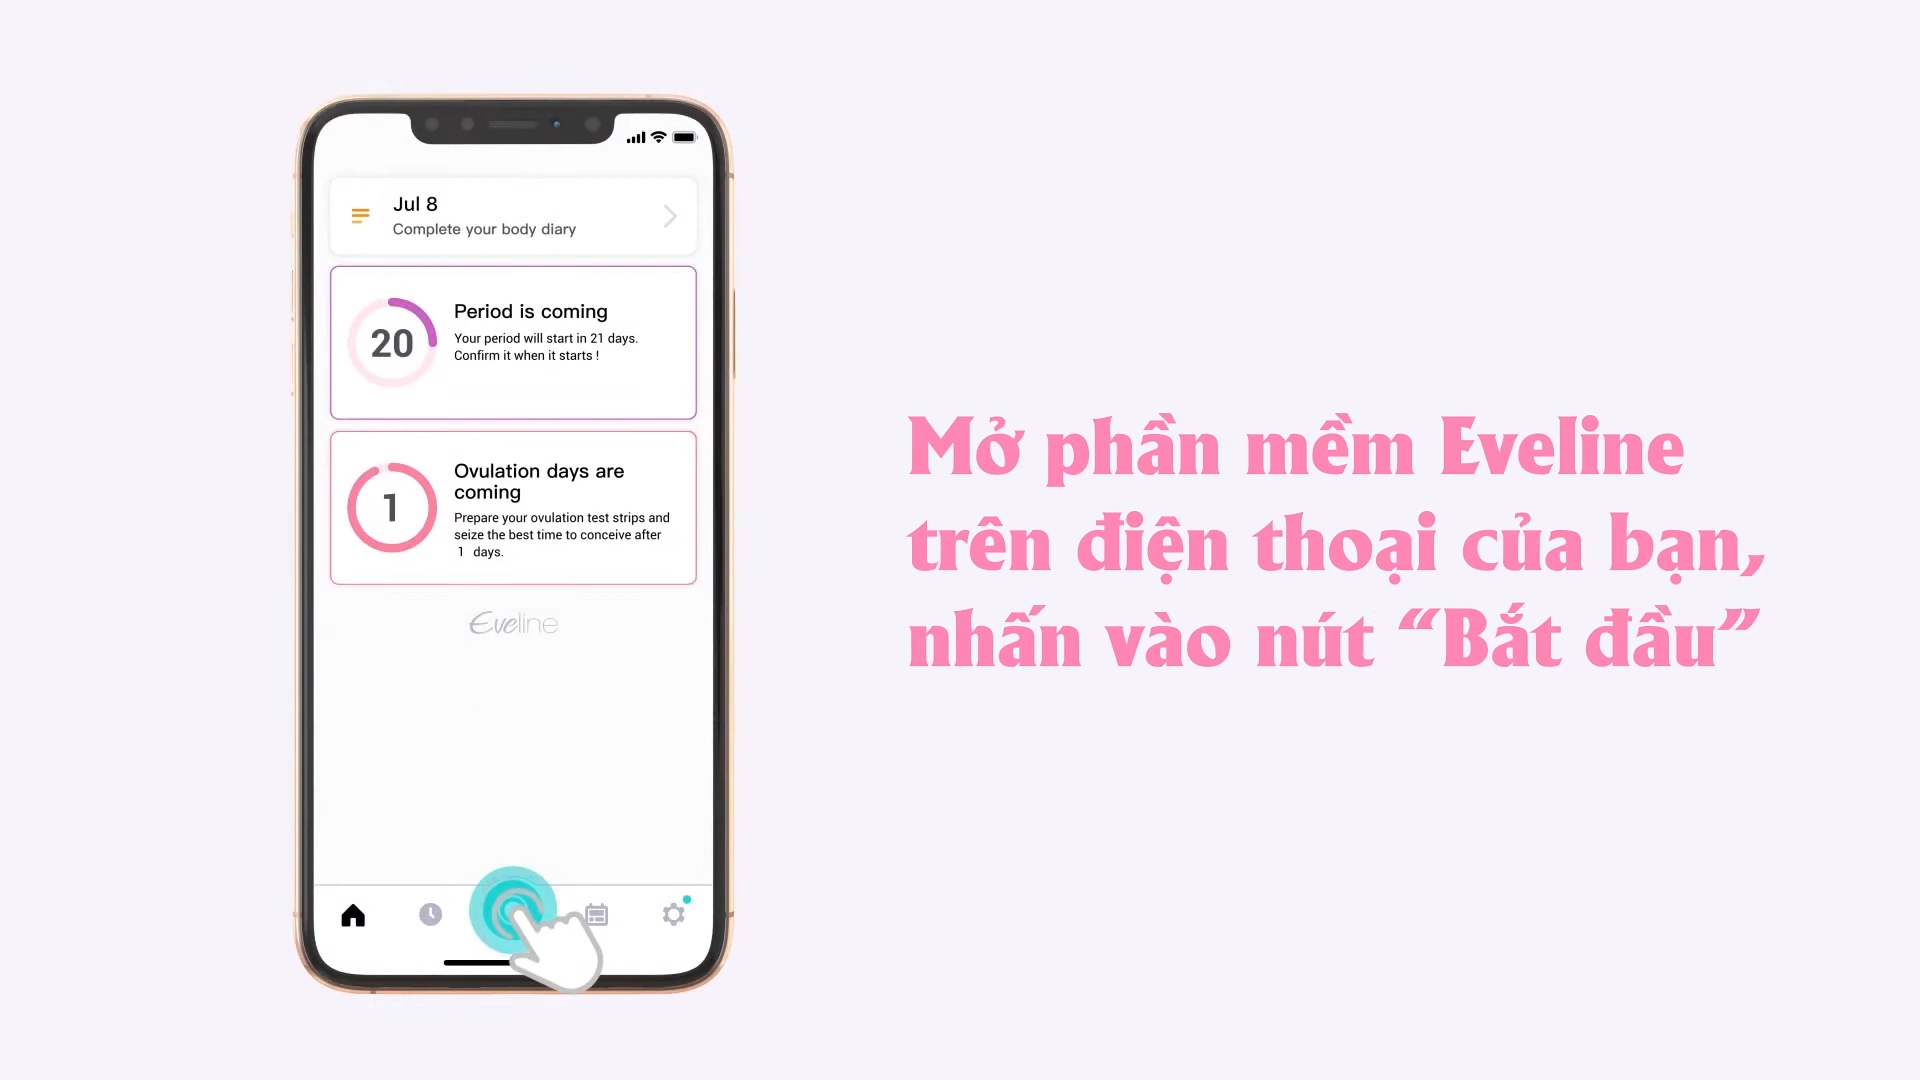 Jul 8
Complete your body diary
20
Period is coming
Your period will start in 21 days.
Confirm it when it starts !
1
Ovulation days are
coming
Prepare your ovulation test strips and
seize the best time to conceive after
1 days.
Eveline
Mở phần mềm Eveline
trên điện thoại của bạn,
nhấn vào nút “Bắt đầu”